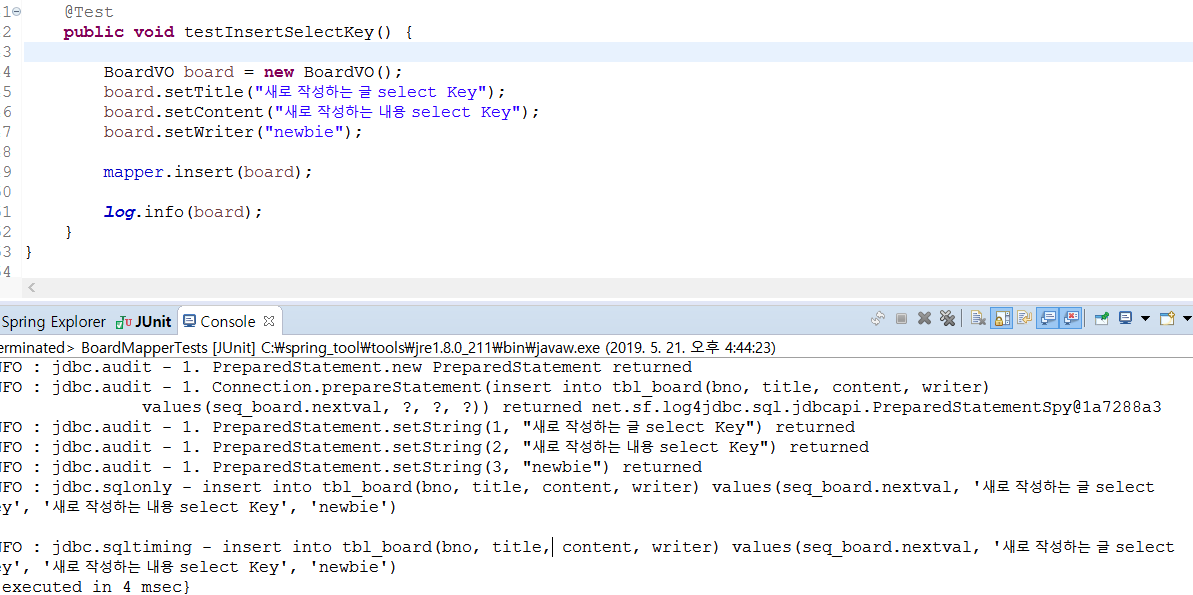 1 @Test
2 public void testInsertSelectKey() {
3
4 BoardVO board = new BoardVO();
5 board.setTitle("새로 작성하는 글 select Key");
6 board.setContent("새로 작성하는 내용 select Key");
7 board.setWriter("newbie");
8
9 mapper.insert(board);
50
51 log.info(board);
52 }
53 }
54
Spring Explorer JUnit Console
erminated> BoardMapperTests [JUnit] C:₩spring_tool₩tools₩jre1.8.0_211₩bin₩javaw.exe (2019. 5. 21. 오후 4:44:23)
NFO : jdbc.audit - 1. PreparedStatement.new PreparedStatement returned
NFO : jdbc.audit - 1. Connection.prepareStatement(insert into tbl_board(bno, title, content, writer)
values(seq_board.nextval, ?, ?, ?)) returned net.sf.log4jdbc.sql.jdbcapi.PreparedStatementSpy@1a7288a3
NFO : jdbc.audit - 1. PreparedStatement.setString(1, "새로 작성하는 글 select Key") returned
NFO : jdbc.audit - 1. PreparedStatement.setString(2, "새로 작성하는 내용 select Key") returned
NFO : jdbc.audit - 1. PreparedStatement.setString(3, "newbie") returned
NFO : jdbc.sqlonly - insert into tbl_board(bno, title, content, writer) values(seq_board.nextval, '새로 작성하는 글 select
ey', '새로 작성하는 내용 select Key', 'newbie')
NFO : jdbc.sqltiming - insert into tbl_board(bno, title, content, writer) values(seq_board.nextval, '새로 작성하는 글 select
ey', '새로 작성하는 내용 select Key', 'newbie')
executed in 4 msec}